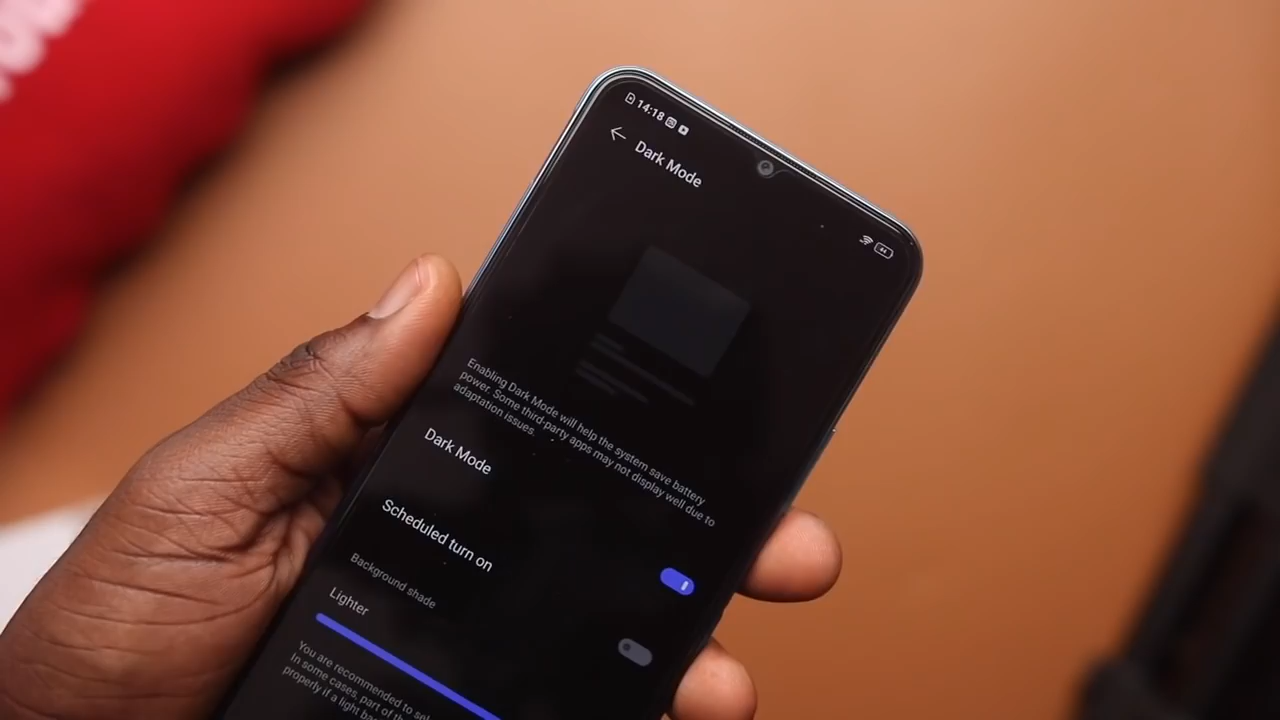 14:18
Dark Mode
Enabling Dark Mode will help the system save battery
power. Some third-party apps may not display well due to
adaptation issues.
Dark Mode
Scheduled turn on
Background shade
Lighter
You are recommended to
In some cases, part of
properly if a light